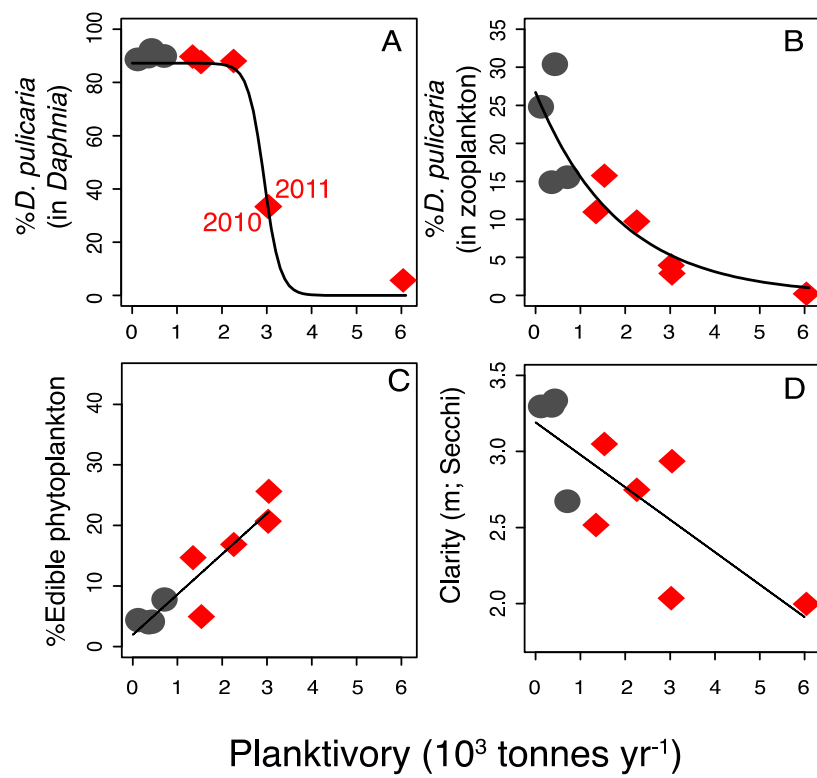 A
%D. pulicaria
(in Daphnia)
0 20 40 60 80 100
2011
2010
0 1 2 3 4 5 6
B
%D. pulicaria
(in zooplankton)
0 5 10 15 20 25 30 35
0 1 2 3 4 5 6
C
%Edible phytoplankton
0 10 20 30 40
0 1 2 3 4 5 6
D
Clarity (m; Secchi)
2.0 2.5 3.0 3.5
0 1 2 3 4 5 6
Planktivory (10³ tonnes yr⁻¹)